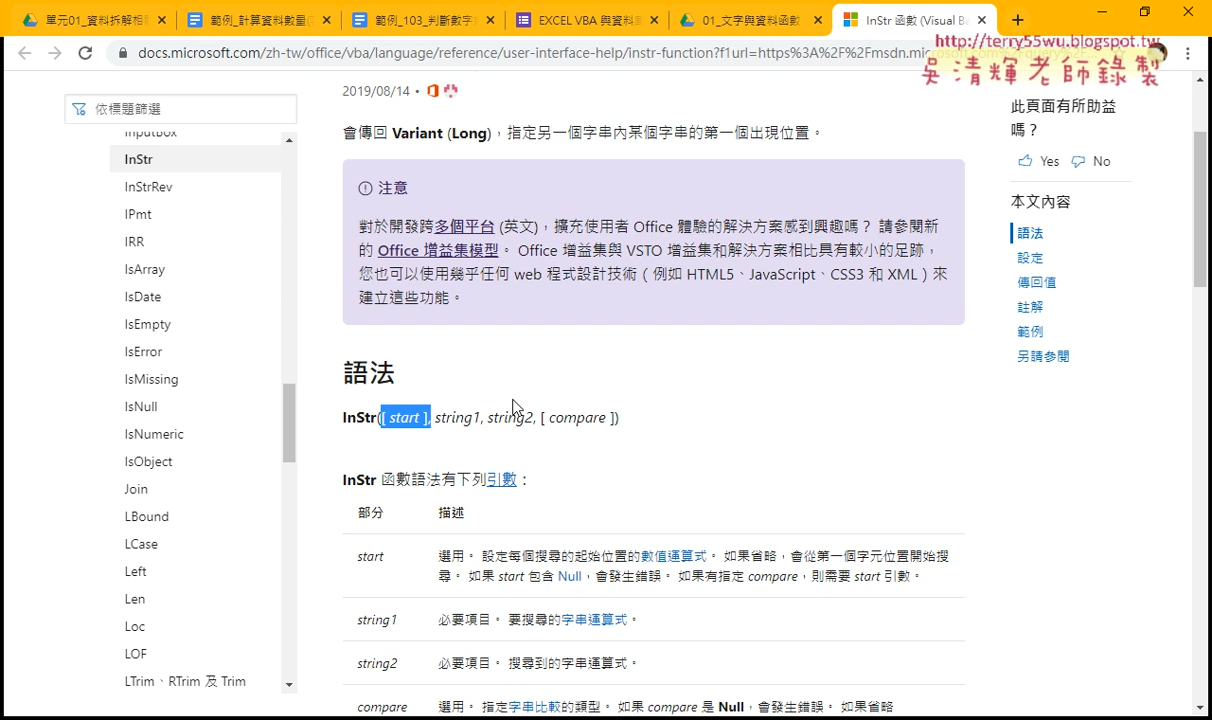 單元01_資料拆解相關
範例_計算資料數量(
範例_103_判斷數字
EXCEL VBA 與資料
01_文字與資料函數
InStr 函數 (Visual Ba
docs.microsoft.com/zh-tw/office/vba/language/reference/user-interface-help/instr-function?f1url=https%3A%2F%2Fmsdn.mi
http://terry55wu.blogspot.tw
吳清輝老師錄製
依標題篩選
InputBox
InStr
InStrRev
IPmt
IRR
IsArray
IsDate
IsEmpty
IsError
IsMissing
IsNull
IsNumeric
IsObject
Join
LBound
LCase
Left
Len
Loc
LOF
LTrim、RTrim 及 Trim
2019/08/14 •
會傳回 Variant (Long)，指定另一個字串內某個字串的第一個出現位置。
注意
對於開發跨多個平台 (英文)，擴充使用者 Office 體驗的解決方案感到興趣嗎？ 請參閱新
的 Office 增益集模型。 Office 增益集與 VSTO 增益集和解決方案相比具有較小的足跡，
您也可以使用幾乎任何 web 程式設計技術（例如 HTML5、JavaScript、CSS3 和 XML）來
建立這些功能。
語法
InStr([ start ], string1, string2, [ compare ])
InStr 函數語法有下列引數：
部分 描述
start 選用。 設定每個搜尋的起始位置的數值運算式。 如果省略，會從第一個字元位置開始搜
尋。 如果 start 包含 Null，會發生錯誤。 如果有指定 compare，則需要 start 引數。
string1 必要項目。 要搜尋的字串運算式。
string2 必要項目。 搜尋到的字串運算式。
compare 選用。 指定字串比較的類型。 如果 compare 是 Null，會發生錯誤。 如果省略
此頁面有所助益
嗎？
Yes No
本文內容
語法
設定
傳回值
註解
範例
另請參閱